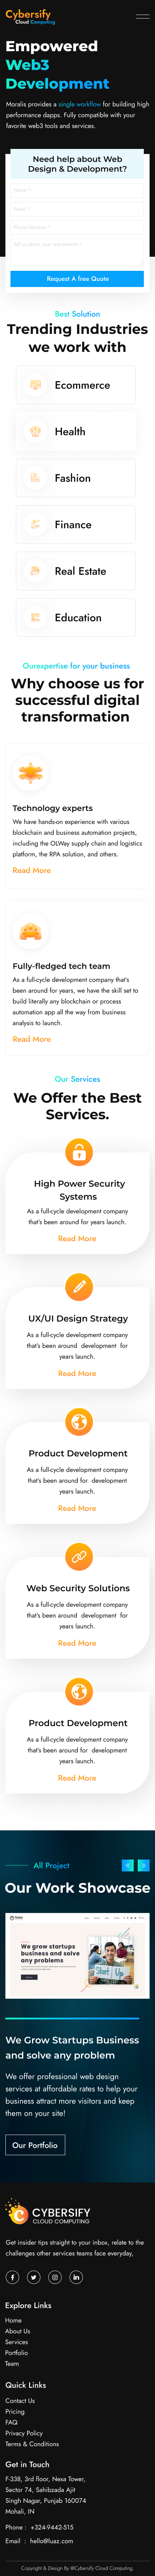 Cybersify
Cloud Computing
Empowered
Web3
Development
Moralis provides a single workflow for building high
performance dapps. Fully compatible with your
favorite web3 tools and services.
Need help about Web
Design & Development?
Name *
Email *
Phone Number *
Tell us about your requirement *
Request A free Quote
Best Solution
Trending Industries
we work with
Ecommerce
Health
Fashion
Finance
Real Estate
Education
Ourexpertise for your business
Why choose us for
successful digital
transformation
Technology experts
We have hands-on experience with various
blockchain and business automation projects,
including the OLWay supply chain and logistics
platform, the RPA solution, and others.
Read More
Fully-fledged tech team
As a full-cycle development company that's
been around for years, we have the skill set to
build literally any blockchain or process
automation app all the way from business
analysis to launch.
Read More
Our Services
We Offer the Best
Services.
High Power Security
Systems
As a full-cycle development company
that's been around for years launch.
Read More
UX/UI Design Strategy
As a full-cycle development company
that's been around development for
years launch.
Read More
Product Development
As a full-cycle development company
that's been around for development
years launch.
Read More
Web Security Solutions
As a full-cycle development company
that's been around development for
years launch.
Read More
Product Development
As a full-cycle development company
that's been around for development
years launch.
Read More
All Project
Our Work Showcase
We grow startups
business and solve
any problems
Start Up
We Grow Startups Business
and solve any problem
We offer professional web design
services at affordable rates to help your
business attract more visitors and keep
them on your site!
Our Portfolio
CYBERSIFY
CLOUD COMPUTING
Get insider tips straight to your inbox, relate to the
challenges other services teams face everyday,
Explore Links
Home
About Us
Services
Portfolio
Team
Quick Links
Contact Us
Pricing
FAQ
Privacy Policy
Terms & Conditions
Get in Touch
F-338, 3rd floor, Nexa Tower,
Sector 74, Sahibzada Ajit
Singh Nagar, Punjab 160074
Mohali, IN
Phone : +324-9442-515
Email : hello@luaz.com
Copyright & Design By @Cybersify Cloud Computing